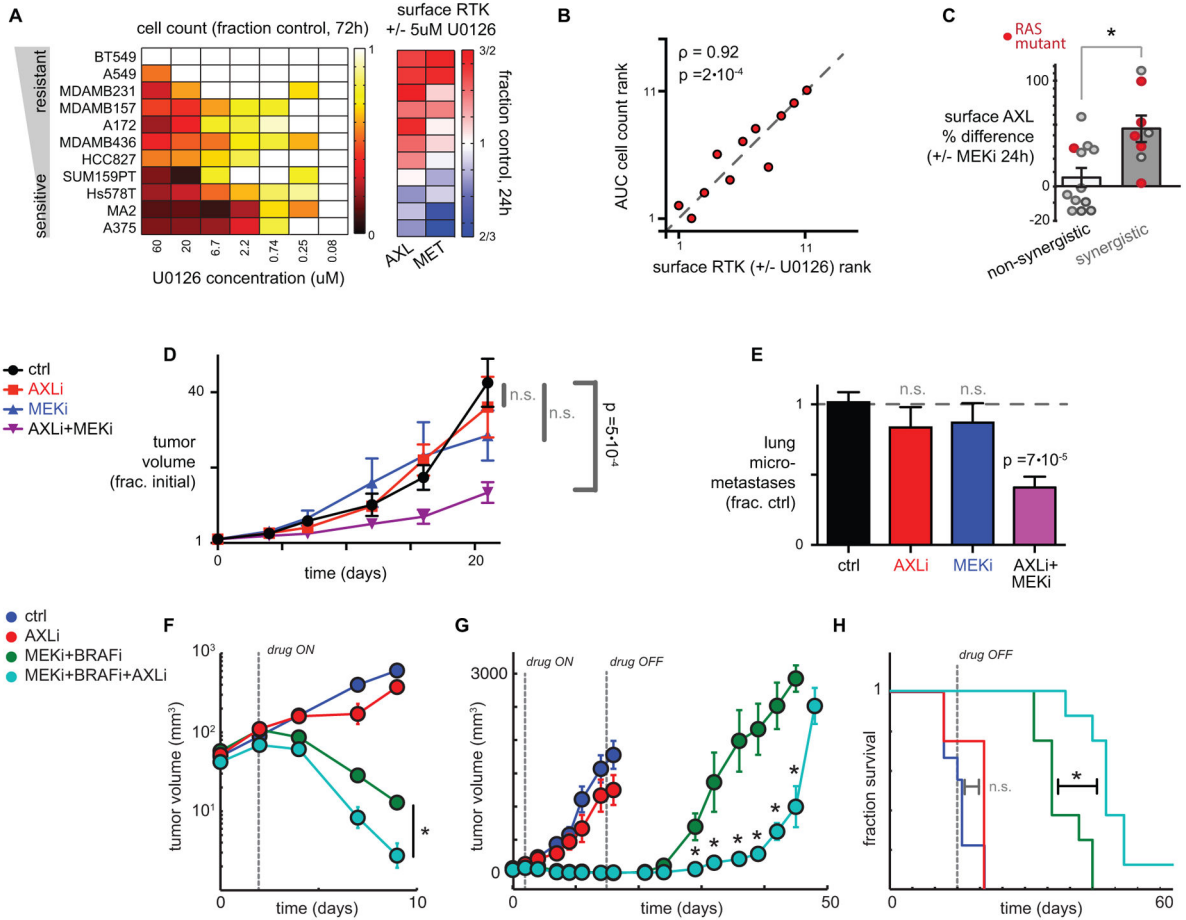 A
cell count (fraction control, 72h)
surface RTK
+/- 5uM U0126
resistant
sensitive
BT549
A549
MDAMB231
MDAMB157
A172
MDAMB436
HCC827
SUM159PT
Hs578T
MA2
A375
60 20 6.7 2.2 0.74 0.25 0.08
U0126 concentration (uM)
1
0
AXL MET
3/2
1
2/3
fraction control, 24h
B
ρ = 0.92
p =2•10-4
AUC cell count rank
11
1
1 11
surface RTK (+/- U0126) rank
C
RAS
mutant
*
surface AXL
% difference
(+/- MEKi 24h)
100
0
-20
non-synergistic
synergistic
D
ctrl
AXLi
MEKi
AXLi+MEKi
tumor
volume
(frac. initial)
40
1
0 10 20
time (days)
n.s.
n.s.
p =5•10-4
E
lung
micro-
metastases
(frac. ctrl)
1
0
n.s. n.s.
p =7•10-5
ctrl AXLi MEKi AXLi+
MEKi
ctrl
AXLi
MEKi+BRAFi
MEKi+BRAFi+AXLi
F
drug ON
tumor volume (mm3)
103
102
101
*
0 10
time (days)
G
drug ON drug OFF
tumor volume (mm3)
3000
0
* * * * * *
0 50
time (days)
H
drug OFF
fraction survival
1
n.s.
*
0 60
time (days)